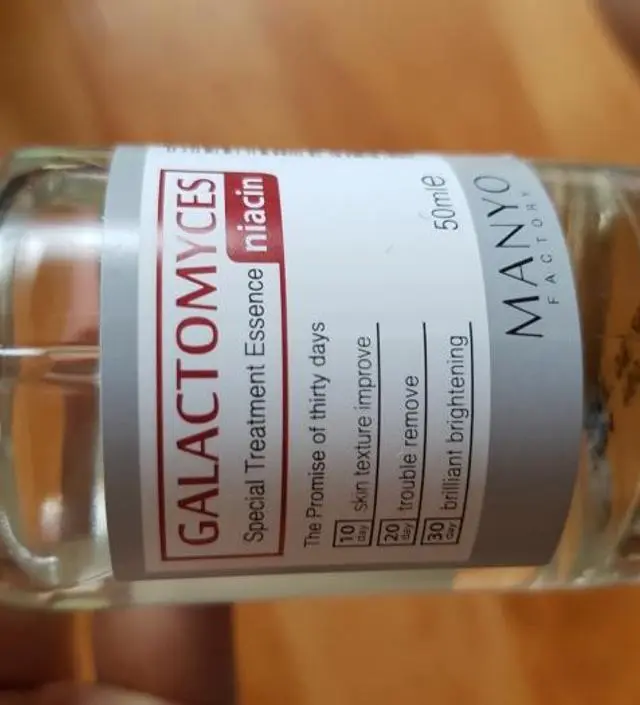 GALACTOMYCES
Special Treatment Essence niacin
The Promise of thirty days
10 day skin texture improve
20 day trouble remove
30 day brilliant brightening
50ml e
MANYO
FACTORY